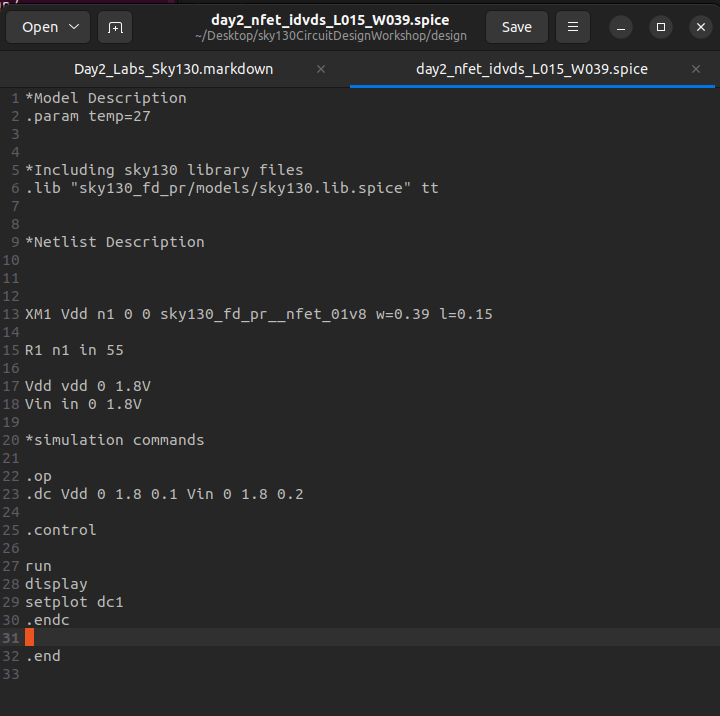 day2_nfet_idvds_L015_W039.spice
Open
~/Desktop/sky130CircuitDesignWorkshop/design
Save
Day2_Labs_Sky130.markdown
day2_nfet_idvds_L015_W039.spice
1 *Model Description
2 .param temp=27
3
4
5 *Including sky130 library files
6 .lib "sky130_fd_pr/models/sky130.lib.spice" tt
7
8
9 *Netlist Description
10
11
12
13 XM1 Vdd n1 0 0 sky130_fd_pr__nfet_01v8 w=0.39 l=0.15
14
15 R1 n1 in 55
16
17 Vdd vdd 0 1.8V
18 Vin in 0 1.8V
19
20 *simulation commands
21
22 .op
23 .dc Vdd 0 1.8 0.1 Vin 0 1.8 0.2
24
25 .control
26
27 run
28 display
29 setplot dc1
30 .endc
31
32 .end
33